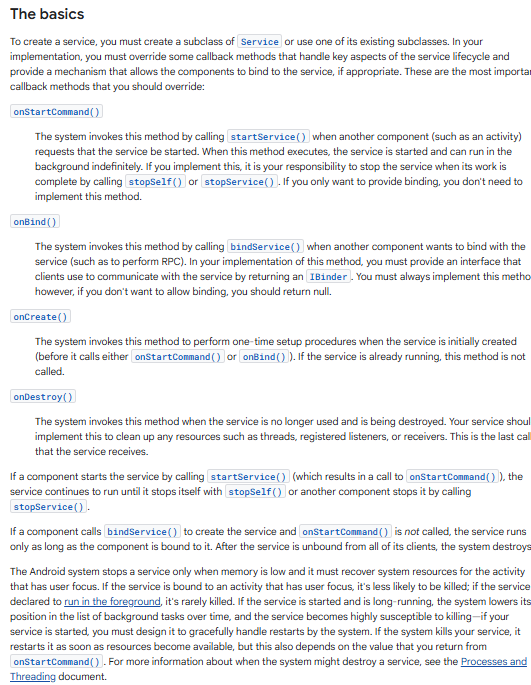 The basics
To create a service, you must create a subclass of Service or use one of its existing subclasses. In your
implementation, you must override some callback methods that handle key aspects of the service lifecycle and
provide a mechanism that allows the components to bind to the service, if appropriate. These are the most importa
callback methods that you should override:
onStartCommand()
The system invokes this method by calling startService() when another component (such as an activity)
requests that the service be started. When this method executes, the service is started and can run in the
background indefinitely. If you implement this, it is your responsibility to stop the service when its work is
complete by calling stopSelf() or stopService(). If you only want to provide binding, you don't need to
implement this method.
onBind()
The system invokes this method by calling bindService() when another component wants to bind with the
service (such as to perform RPC). In your implementation of this method, you must provide an interface that
clients use to communicate with the service by returning an IBinder. You must always implement this metho
however, if you don't want to allow binding, you should return null.
onCreate()
The system invokes this method to perform one-time setup procedures when the service is initially created
(before it calls either onStartCommand() or onBind()). If the service is already running, this method is not
called.
onDestroy()
The system invokes this method when the service is no longer used and is being destroyed. Your service shoul
implement this to clean up any resources such as threads, registered listeners, or receivers. This is the last cal
that the service receives.
If a component starts the service by calling startService() (which results in a call to onStartCommand()), the
service continues to run until it stops itself with stopSelf() or another component stops it by calling
stopService().
If a component calls bindService() to create the service and onStartCommand() is not called, the service runs
only as long as the component is bound to it. After the service is unbound from all of its clients, the system destroys
The Android system stops a service only when memory is low and it must recover system resources for the activity
that has user focus. If the service is bound to an activity that has user focus, it's less likely to be killed; if the service
declared to run in the foreground, it's rarely killed. If the service is started and is long-running, the system lowers its
position in the list of background tasks over time, and the service becomes highly susceptible to killing—if your
service is started, you must design it to gracefully handle restarts by the system. If the system kills your service, it
restarts it as soon as resources become available, but this also depends on the value that you return from
onStartCommand(). For more information about when the system might destroy a service, see the Processes and
Threading document.